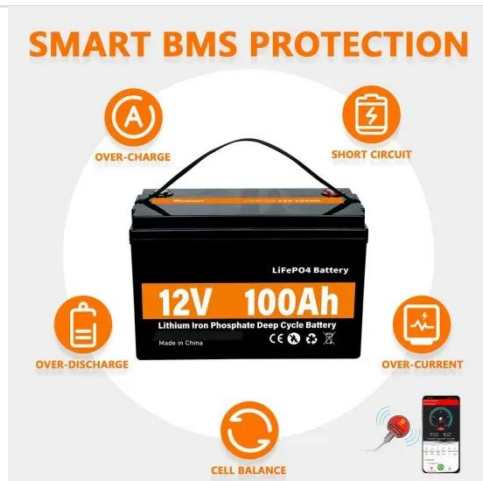 SMART BMS PROTECTION
OVER-CHARGE
SHORT CIRCUIT
LiFePO4 Battery
12V 100Ah
Lithium Iron Phosphate Deep Cycle Battery
Made in China
CE
OVER-DISCHARGE
OVER-CURRENT
CELL BALANCE